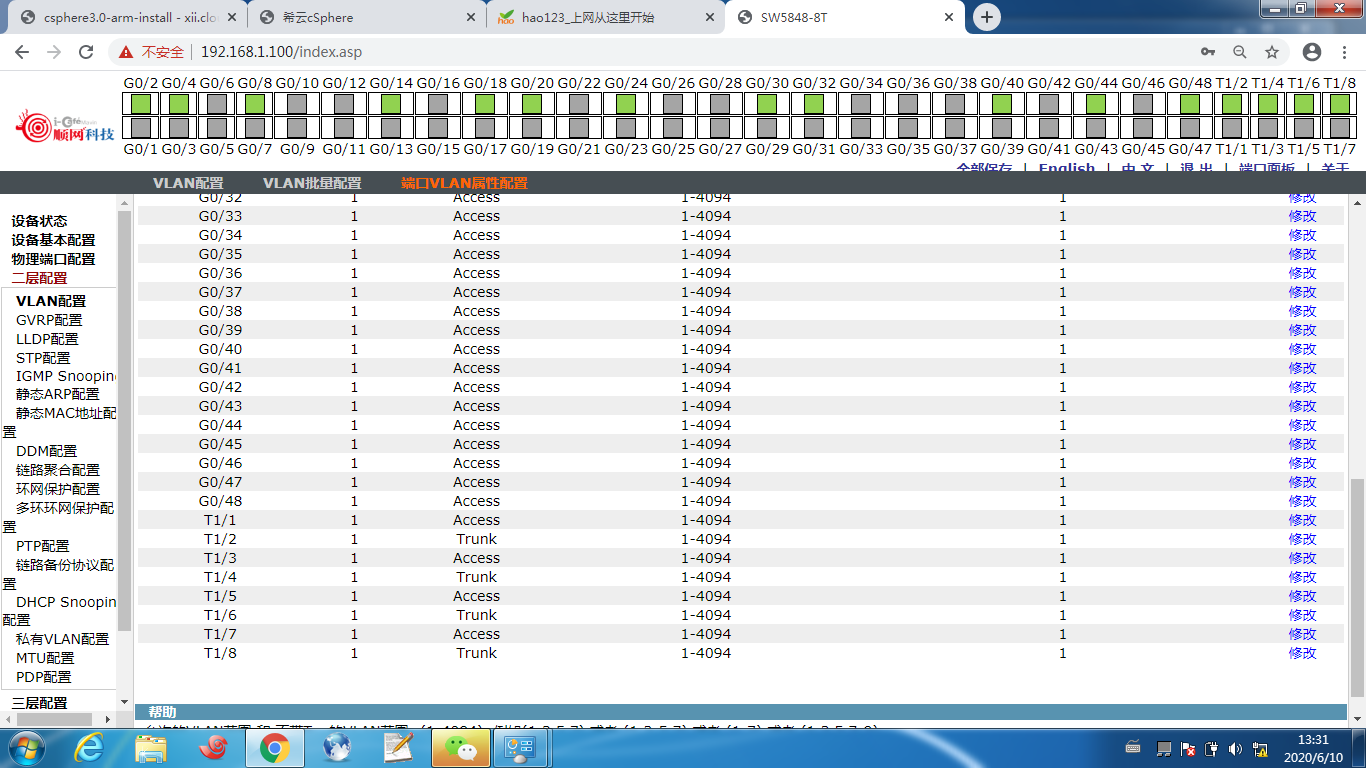 csphere3.0-arm-install - xii.clo
希云cSphere
hao123_上网从这里开始
SW5848-8T
不安全 192.168.1.100/index.asp
G0/2 G0/4 G0/6 G0/8 G0/10 G0/12 G0/14 G0/16 G0/18 G0/20 G0/22 G0/24 G0/26 G0/28 G0/30 G0/32 G0/34 G0/36 G0/38 G0/40 G0/42 G0/44 G0/46 G0/48 T1/2 T1/4 T1/6 T1/8
顺网科技
G0/1 G0/3 G0/5 G0/7 G0/9 G0/11 G0/13 G0/15 G0/17 G0/19 G0/21 G0/23 G0/25 G0/27 G0/29 G0/31 G0/33 G0/35 G0/37 G0/39 G0/41 G0/43 G0/45 G0/47 T1/1 T1/3 T1/5 T1/7
全部保存 | English | 中 文 | 退 出 | 端口面板 | 关于
VLAN配置 VLAN批量配置 端口VLAN属性配置
设备状态
设备基本配置
物理端口配置
二层配置
VLAN配置
GVRP配置
LLDP配置
STP配置
IGMP Snooping
静态ARP配置
静态MAC地址配
置
DDM配置
链路聚合配置
环网保护配置
多环环网保护配
置
PTP配置
链路备份协议配
置
DHCP Snoopin
配置
私有VLAN配置
MTU配置
PDP配置
三层配置
G0/32 1 Access 1-4094 1 修改
G0/33 1 Access 1-4094 1 修改
G0/34 1 Access 1-4094 1 修改
G0/35 1 Access 1-4094 1 修改
G0/36 1 Access 1-4094 1 修改
G0/37 1 Access 1-4094 1 修改
G0/38 1 Access 1-4094 1 修改
G0/39 1 Access 1-4094 1 修改
G0/40 1 Access 1-4094 1 修改
G0/41 1 Access 1-4094 1 修改
G0/42 1 Access 1-4094 1 修改
G0/43 1 Access 1-4094 1 修改
G0/44 1 Access 1-4094 1 修改
G0/45 1 Access 1-4094 1 修改
G0/46 1 Access 1-4094 1 修改
G0/47 1 Access 1-4094 1 修改
G0/48 1 Access 1-4094 1 修改
T1/1 1 Access 1-4094 1 修改
T1/2 1 Trunk 1-4094 1 修改
T1/3 1 Access 1-4094 1 修改
T1/4 1 Trunk 1-4094 1 修改
T1/5 1 Access 1-4094 1 修改
T1/6 1 Trunk 1-4094 1 修改
T1/7 1 Access 1-4094 1 修改
T1/8 1 Trunk 1-4094 1 修改
帮助
13:31
2020/6/10